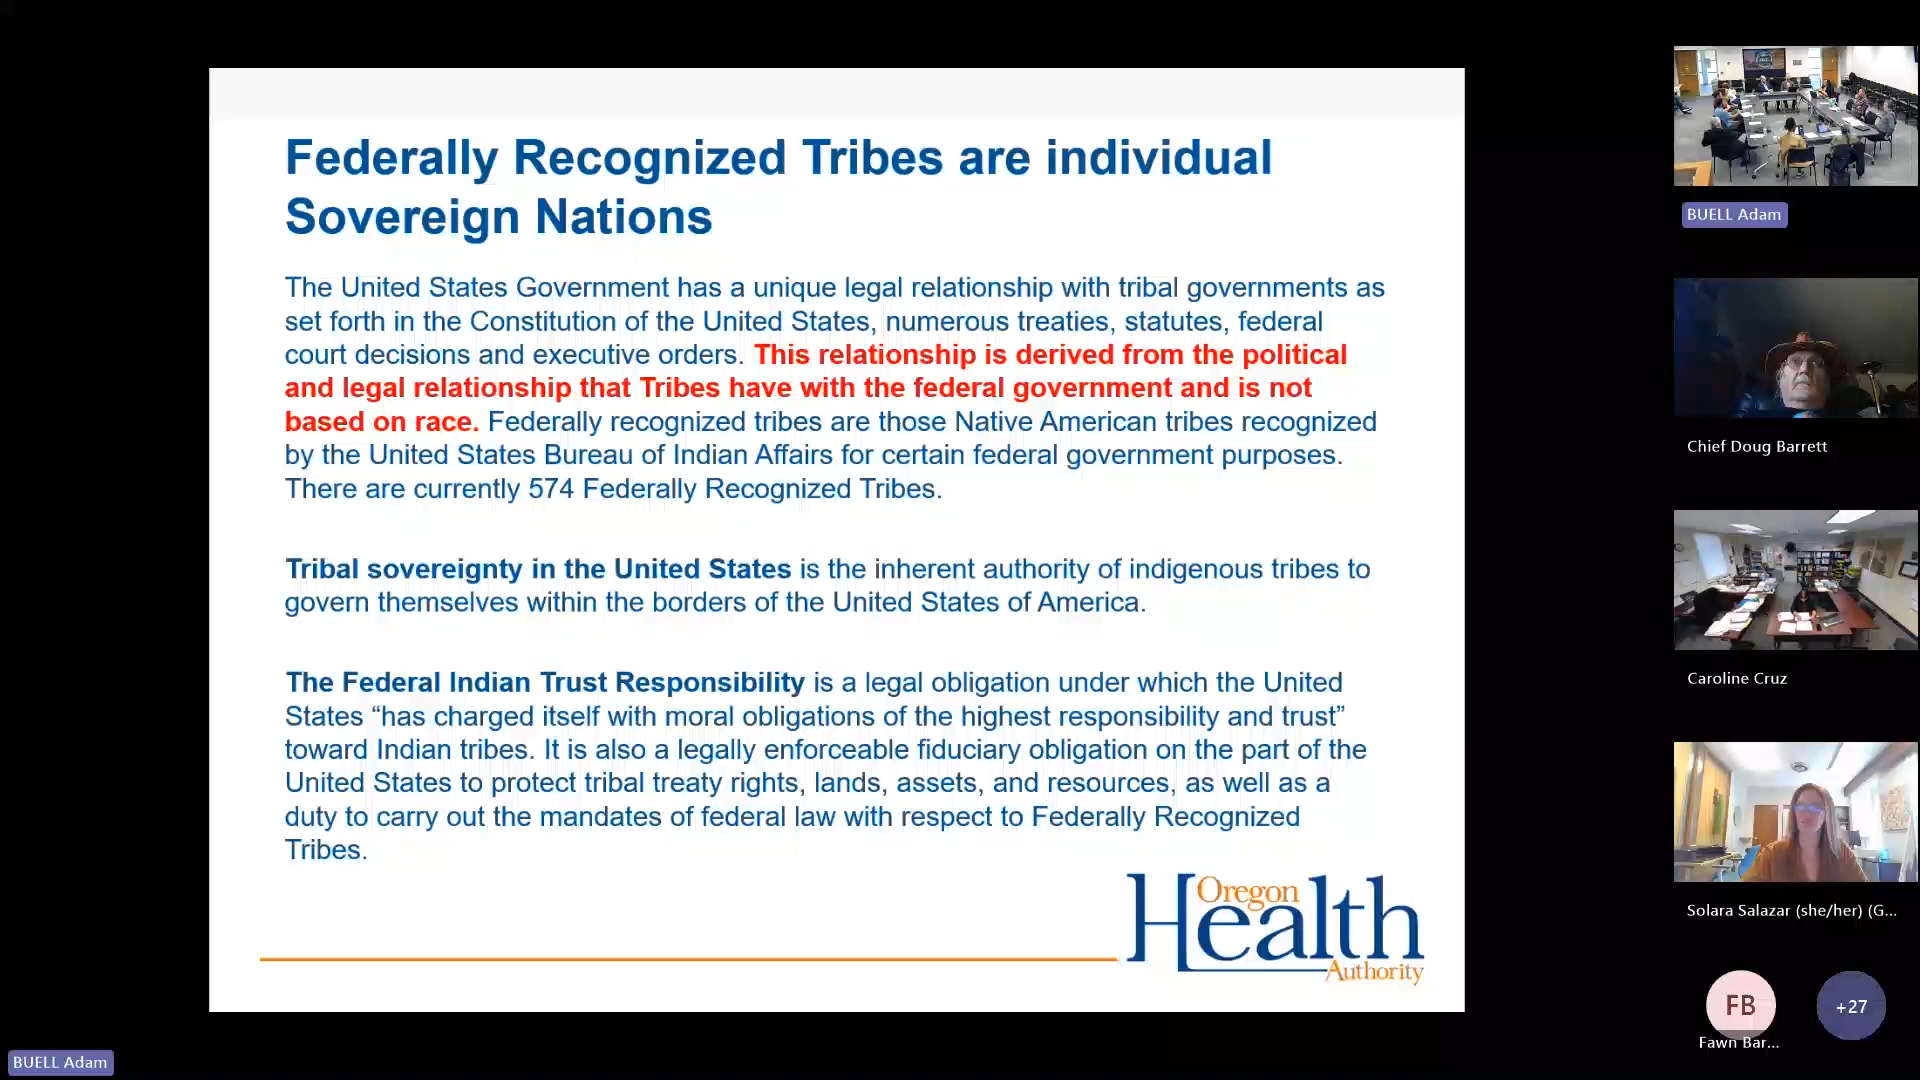 Federally Recognized Tribes are individual
Sovereign Nations
The United States Government has a unique legal relationship with tribal governments as
set forth in the Constitution of the United States, numerous treaties, statutes, federal
court decisions and executive orders. This relationship is derived from the political
and legal relationship that Tribes have with the federal government and is not
based on race. Federally recognized tribes are those Native American tribes recognized
by the United States Bureau of Indian Affairs for certain federal government purposes.
There are currently 574 Federally Recognized Tribes.
Tribal sovereignty in the United States is the inherent authority of indigenous tribes to
govern themselves within the borders of the United States of America.
The Federal Indian Trust Responsibility is a legal obligation under which the United
States “has charged itself with moral obligations of the highest responsibility and trust”
toward Indian tribes. It is also a legally enforceable fiduciary obligation on the part of the
United States to protect tribal treaty rights, lands, assets, and resources, as well as a
duty to carry out the mandates of federal law with respect to Federally Recognized
Tribes.
Oregon
Health
Authority
BUELL Adam
Chief Doug Barrett
Caroline Cruz
Solara Salazar (she/her) (G...
FB
+27
Fawn Bar...
BUELL Adam